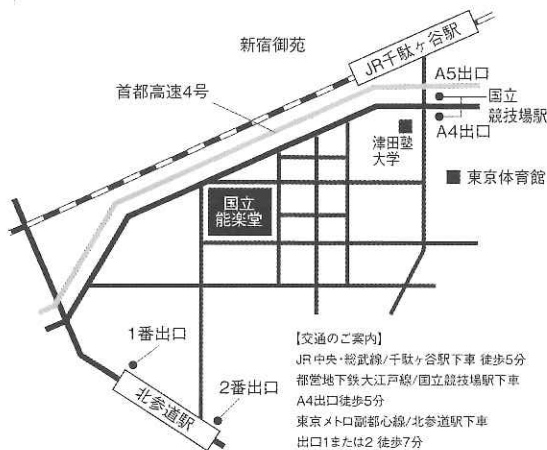 新宿御苑
JR千駄ヶ谷駅
首都高速4号
A5出口
国立
競技場駅
A4出口
津田塾
大学
東京体育館
国立
能楽堂
1番出口
2番出口
北参道駅
【交通のご案内】
JR中央・総武線/千駄ヶ谷駅下車 徒歩5分
都営地下鉄大江戸線/国立競技場駅下車
A4出口徒歩5分
東京メトロ副都心線/北参道駅下車
出口1または2 徒歩7分